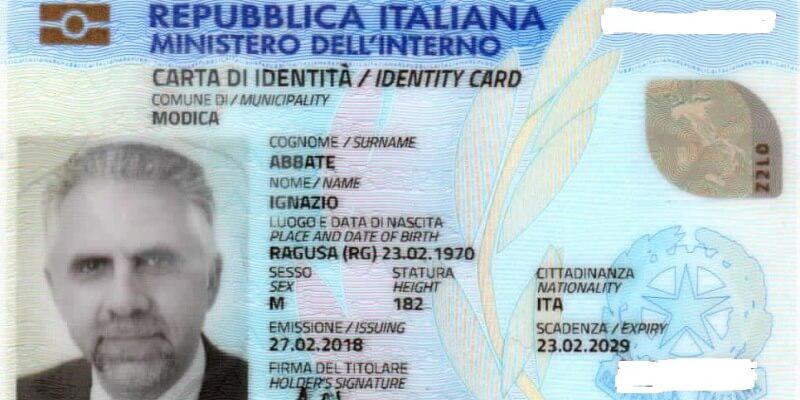 REPUBBLICA ITALIANA
MINISTERO DELL'INTERNO
CARTA DI IDENTITÀ / IDENTITY CARD
COMUNE DI / MUNICIPALITY
MODICA
COGNOME / SURNAME
ABBATE
NOME / NAME
IGNAZIO
LUOGO E DATA DI NASCITA
PLACE AND DATE OF BIRTH
RAGUSA (RG) 23.02.1970
SESSO STATURA CITTADINANZA
SEX HEIGHT NATIONALITY
M 182 ITA
EMISSIONE / ISSUING SCADENZA / EXPIRY
27.02.2018 23.02.2029
FIRMA DEL TITOLARE
HOLDER'S SIGNATURE